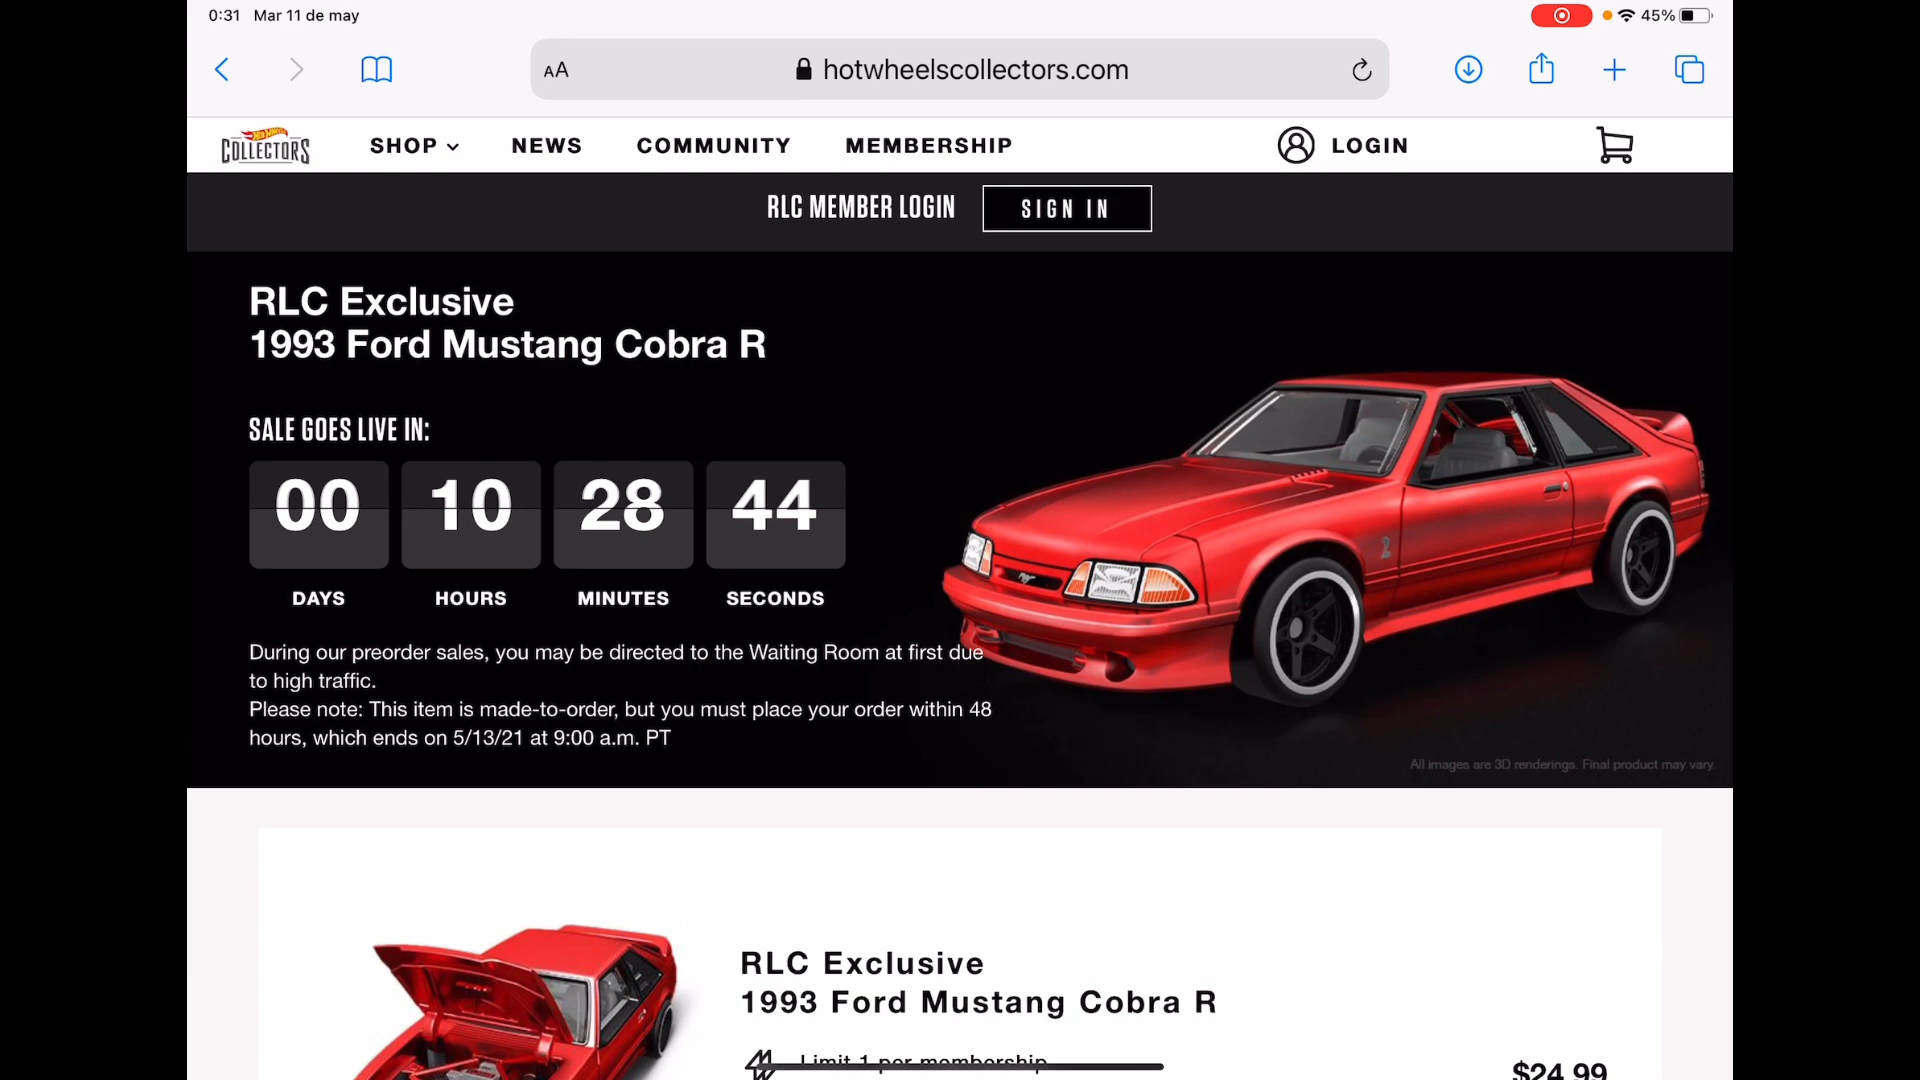 0:31 Mar 11 de may
45%
AA hotwheelscollectors.com
Hot Wheels
COLLECTORS
SHOP NEWS COMMUNITY MEMBERSHIP LOGIN
RLC MEMBER LOGIN SIGN IN
RLC Exclusive
1993 Ford Mustang Cobra R
SALE GOES LIVE IN:
00 10 28 44
DAYS HOURS MINUTES SECONDS
During our preorder sales, you may be directed to the Waiting Room at first due
to high traffic.
Please note: This item is made-to-order, but you must place your order within 48
hours, which ends on 5/13/21 at 9:00 a.m. PT
All images are 3D renderings. Final product may vary.
RLC Exclusive
1993 Ford Mustang Cobra R
Limit 1 per membership
$24.99